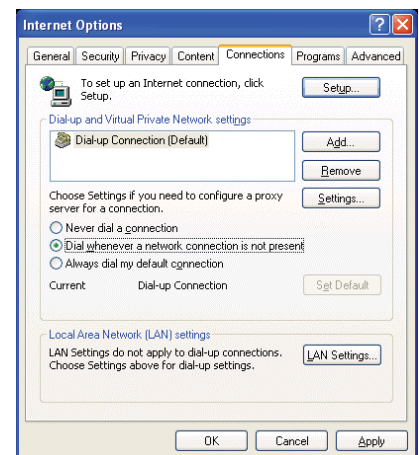 Internet Options
General Security Privacy Content Connections Programs Advanced
To set up an Internet connection, click
Setup.
Setup...
Dial-up and Virtual Private Network settings
Dial-up Connection (Default)
Add...
Remove
Choose Settings if you need to configure a proxy
server for a connection.
Settings...
Never dial a connection
Dial whenever a network connection is not present
Always dial my default connection
Current Dial-up Connection Set Default
Local Area Network (LAN) settings
LAN Settings do not apply to dial-up connections.
Choose Settings above for dial-up settings.
LAN Settings...
OK Cancel Apply